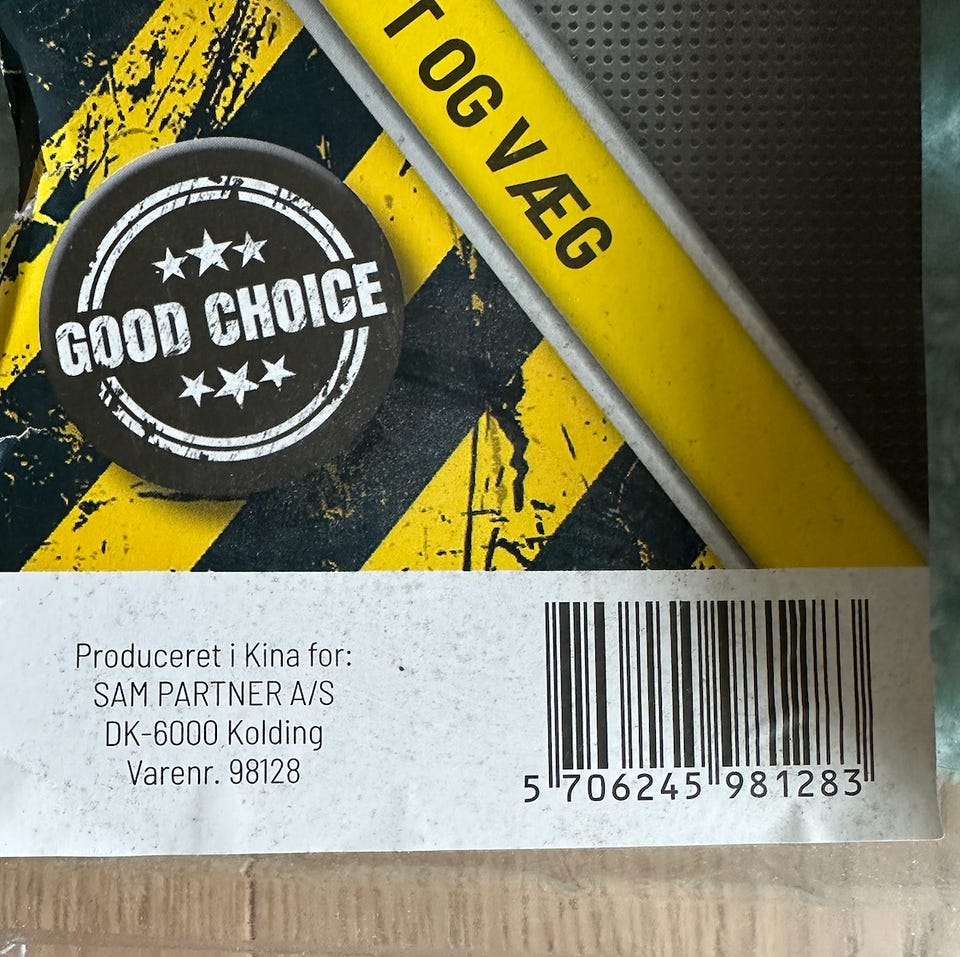 T OG VÆG
GOOD CHOICE
Produceret i Kina for:
SAM PARTNER A/S
DK-6000 Kolding
Varenr. 98128
5 706245 981283